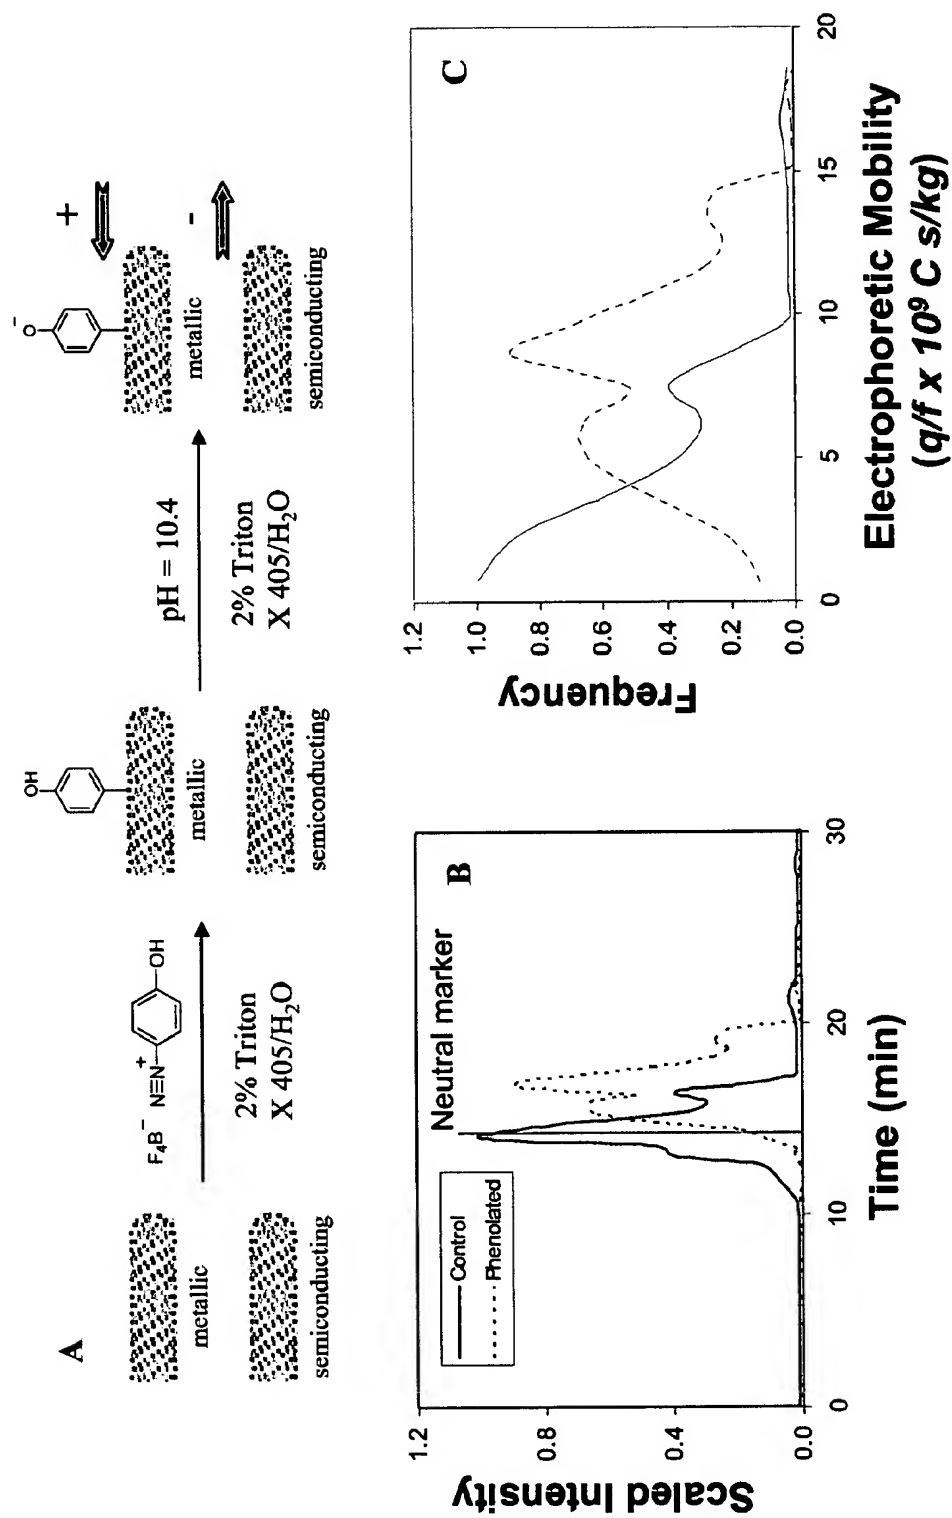 A
metallic
semiconducting
F₄B⁻ N≡N⁺ OH
2% Triton
X 405/H₂O
OH
metallic
semiconducting
pH = 10.4
2% Triton
X 405/H₂O
O⁻
metallic
semiconducting
+
-
B
Neutral marker
Control
Phenolated
Scaled Intensity
1.2
0.8
0.4
0.0
0
10
20
30
Time (min)
C
Frequency
1.2
1.0
0.8
0.6
0.4
0.2
0.0
0
5
10
15
20
Electrophoretic Mobility
(q/f x 10⁹ C s/kg)